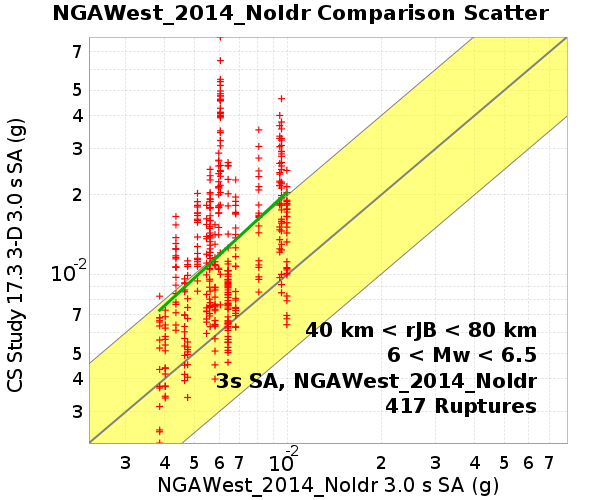 NGAWest_2014_NoIdr Comparison Scatter
CS Study 17.3 3-D 3.0 s SA (g)
7
5
4
3
2
10-2
7
5
4
3
40 km < rJB < 80 km
6 < Mw < 6.5
3s SA, NGAWest_2014_NoIdr
417 Ruptures
3 4 5 6 7 10-2 2 3 4 5 6 7
NGAWest_2014_NoIdr 3.0 s SA (g)